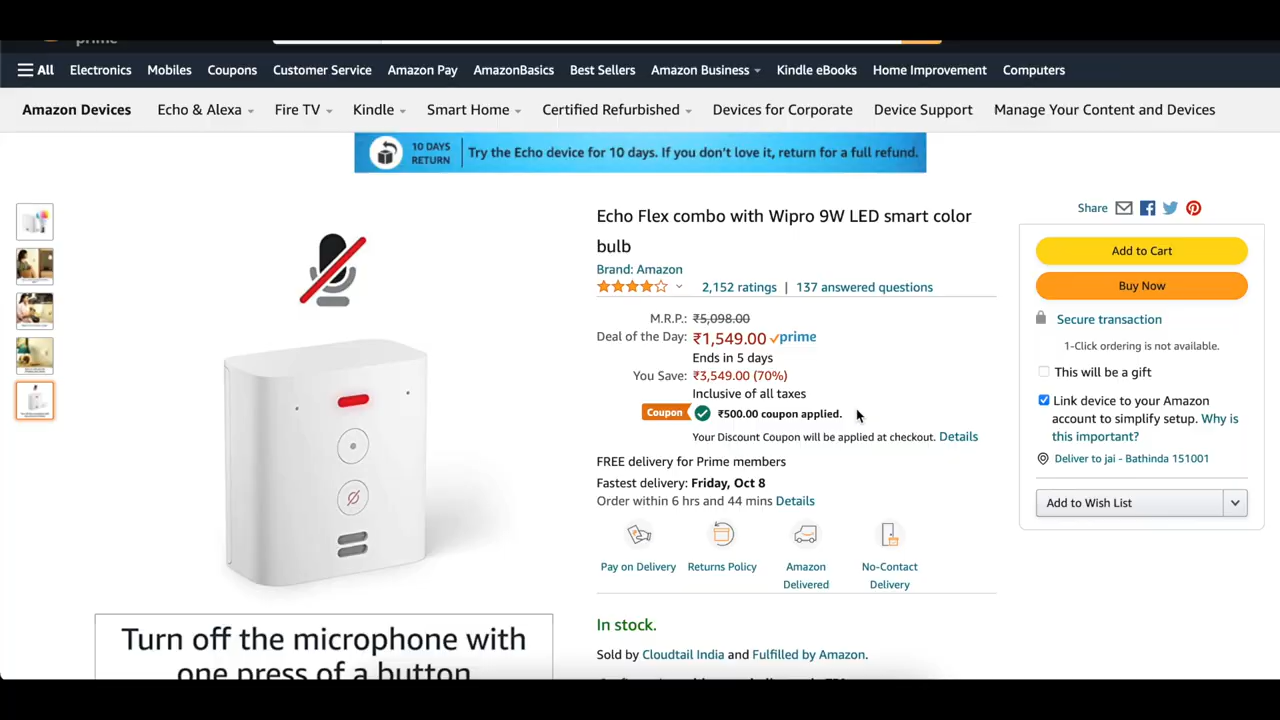 prime
All Electronics Mobiles Coupons Customer Service Amazon Pay AmazonBasics Best Sellers Amazon Business Kindle eBooks Home Improvement Computers
Amazon Devices Echo & Alexa Fire TV Kindle Smart Home Certified Refurbished Devices for Corporate Device Support Manage Your Content and Devices
10 DAYS
RETURN
Try the Echo device for 10 days. If you don't love it, return for a full refund.
Echo Flex combo with Wipro 9W LED smart color
bulb
Brand: Amazon
2,152 ratings | 137 answered questions
M.R.P.: ₹5,098.00
Deal of the Day: ₹1,549.00 prime
Ends in 5 days
You Save: ₹3,549.00 (70%)
Inclusive of all taxes
Coupon ₹500.00 coupon applied.
Your Discount Coupon will be applied at checkout. Details
FREE delivery for Prime members
Fastest delivery: Friday, Oct 8
Order within 6 hrs and 44 mins Details
Pay on Delivery
Returns Policy
Amazon
Delivered
No-Contact
Delivery
In stock.
Sold by Cloudtail India and Fulfilled by Amazon.
Share
Add to Cart
Buy Now
Secure transaction
1-Click ordering is not available.
This will be a gift
Link device to your Amazon
account to simplify setup. Why is
this important?
Deliver to jai - Bathinda 151001
Add to Wish List
Turn off the microphone with
one press of a button